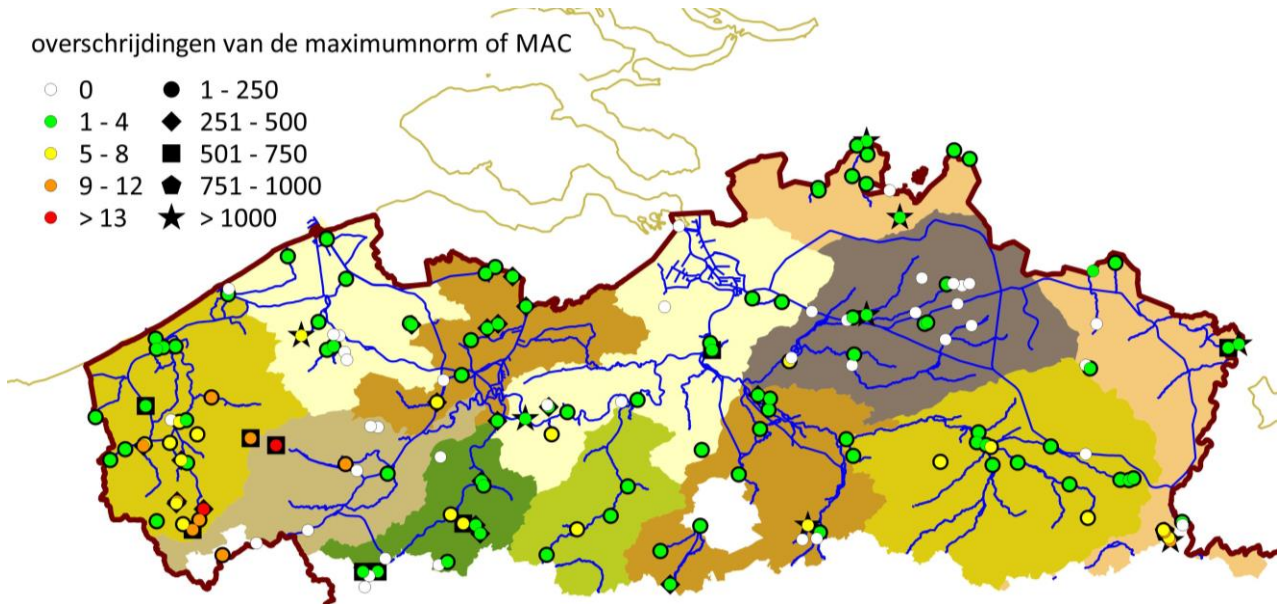 overschrijdingen van de maximumnorm of MAC
0 1 - 250
1 - 4 251 - 500
5 - 8 501 - 750
9 - 12 751 - 1000
> 13 > 1000